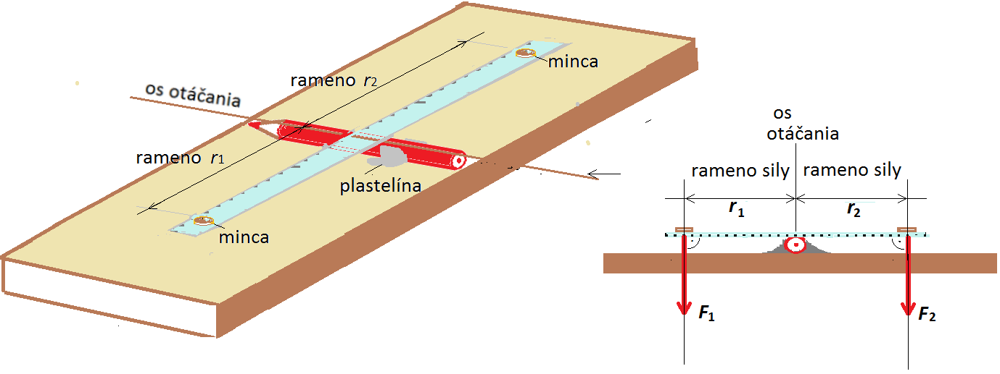 os otáčania
rameno r2
minca
rameno r1
plastelína
minca
os
otáčania
rameno sily rameno sily
r1 r2
F1 F2